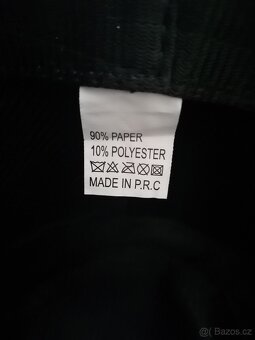 90% PAPER
10% POLYESTER
MADE IN P.R.C
© Bazos.cz